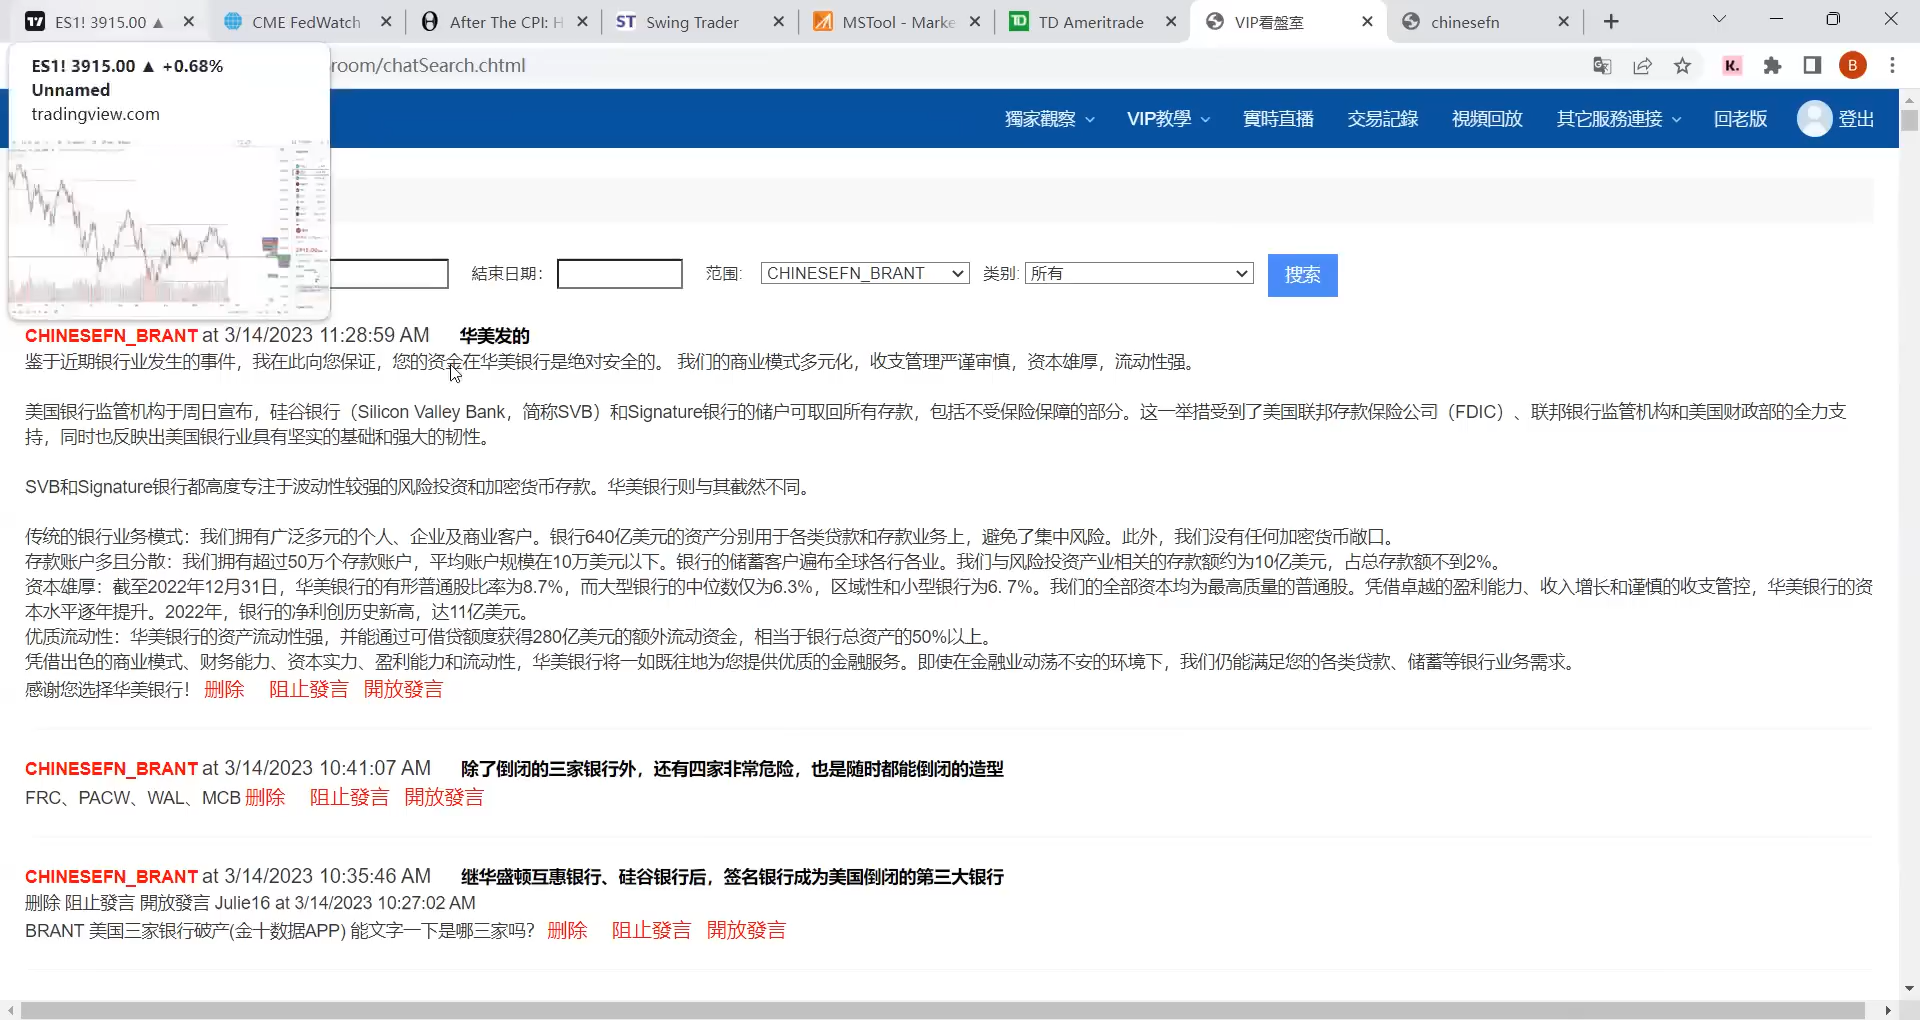 ES1! 3915.00 ▲
CME FedWatch
After The CPI: H
ST Swing Trader
MSTool - Marke
TD Ameritrade
VIP看盤室
chinesefn
ES1! 3915.00 ▲ +0.68%
Unnamed
tradingview.com
room/chatSearch.chtml
K.
B
獨家觀察 VIP教學 實時直播 交易記錄 視頻回放 其它服務連接 回老版 登出
結束日期: 范围: CHINESEFN_BRANT 类别: 所有 搜索
CHINESEFN_BRANT at 3/14/2023 11:28:59 AM 华美发的
鉴于近期银行业发生的事件，我在此向您保证，您的资金在华美银行是绝对安全的。 我们的商业模式多元化，收支管理严谨审慎，资本雄厚，流动性强。
美国银行监管机构于周日宣布，硅谷银行（Silicon Valley Bank，简称SVB）和Signature银行的储户可取回所有存款，包括不受保险保障的部分。这一举措受到了美国联邦存款保险公司（FDIC）、联邦银行监管机构和美国财政部的全力支
持，同时也反映出美国银行业具有坚实的基础和强大的韧性。
SVB和Signature银行都高度专注于波动性较强的风险投资和加密货币存款。华美银行则与其截然不同。
传统的银行业务模式：我们拥有广泛多元的个人、企业及商业客户。银行640亿美元的资产分别用于各类贷款和存款业务上，避免了集中风险。此外，我们没有任何加密货币敞口。
存款账户多且分散：我们拥有超过50万个存款账户，平均账户规模在10万美元以下。银行的储蓄客户遍布全球各行各业。我们与风险投资产业相关的存款额约为10亿美元，占总存款额不到2%。
资本雄厚：截至2022年12月31日，华美银行的有形普通股比率为8.7%，而大型银行的中位数仅为6.3%，区域性和小型银行为6. 7%。我们的全部资本均为最高质量的普通股。凭借卓越的盈利能力、收入增长和谨慎的收支管控，华美银行的资
本水平逐年提升。2022年，银行的净利创历史新高，达11亿美元。
优质流动性：华美银行的资产流动性强，并能通过可借贷额度获得280亿美元的额外流动资金，相当于银行总资产的50%以上。
凭借出色的商业模式、财务能力、资本实力、盈利能力和流动性，华美银行将一如既往地为您提供优质的金融服务。即使在金融业动荡不安的环境下，我们仍能满足您的各类贷款、储蓄等银行业务需求。
感谢您选择华美银行！ 删除 阻止發言 開放發言
CHINESEFN_BRANT at 3/14/2023 10:41:07 AM 除了倒闭的三家银行外，还有四家非常危险，也是随时都能倒闭的造型
FRC、PACW、WAL、MCB 删除 阻止發言 開放發言
CHINESEFN_BRANT at 3/14/2023 10:35:46 AM 继华盛顿互惠银行、硅谷银行后，签名银行成为美国倒闭的第三大银行
删除 阻止發言 開放發言 Julie16 at 3/14/2023 10:27:02 AM
BRANT 美国三家银行破产(金十数据APP) 能文字一下是哪三家吗？ 删除 阻止發言 開放發言